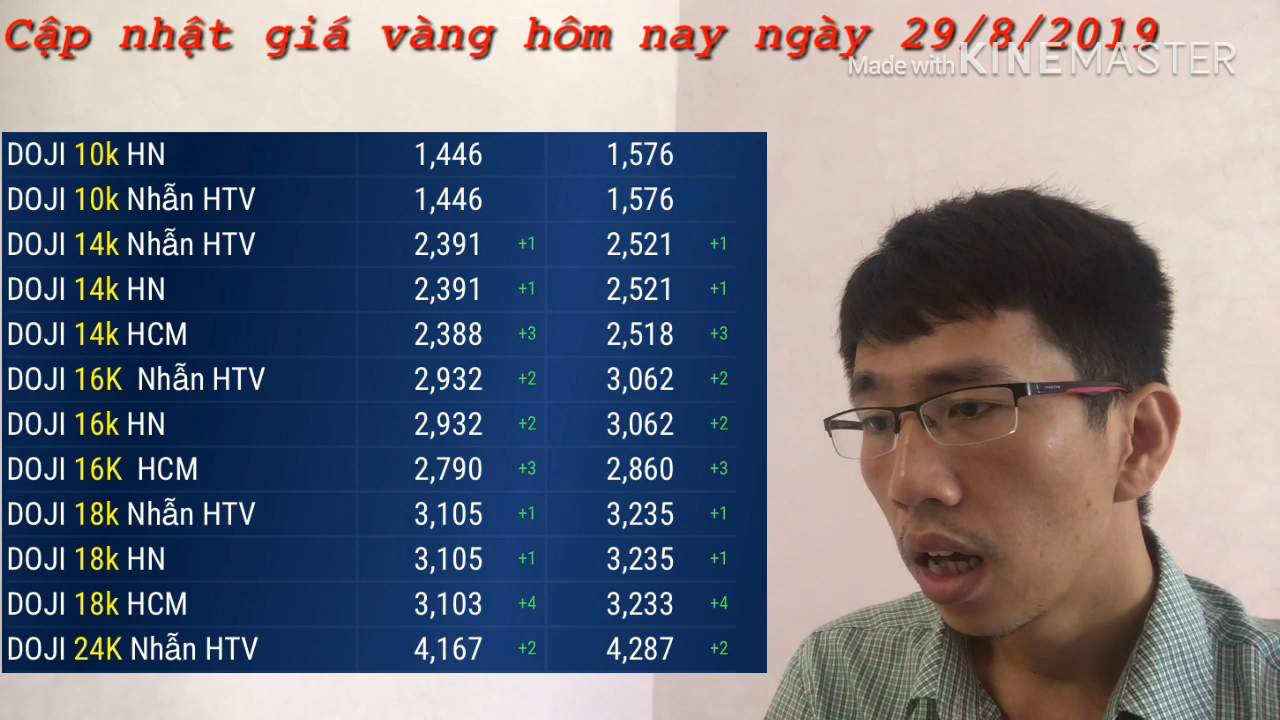 Cập nhật giá vàng hôm nay ngày 29/8/2019
Made with KINEMASTER
DOJI 10k HN 1,446 1,576
DOJI 10k Nhẫn HTV 1,446 1,576
DOJI 14k Nhẫn HTV 2,391 +1 2,521 +1
DOJI 14k HN 2,391 +1 2,521 +1
DOJI 14k HCM 2,388 +3 2,518 +3
DOJI 16K Nhẫn HTV 2,932 +2 3,062 +2
DOJI 16k HN 2,932 +2 3,062 +2
DOJI 16K HCM 2,790 +3 2,860 +3
DOJI 18k Nhẫn HTV 3,105 +1 3,235 +1
DOJI 18k HN 3,105 +1 3,235 +1
DOJI 18k HCM 3,103 +4 3,233 +4
DOJI 24K Nhẫn HTV 4,167 +2 4,287 +2